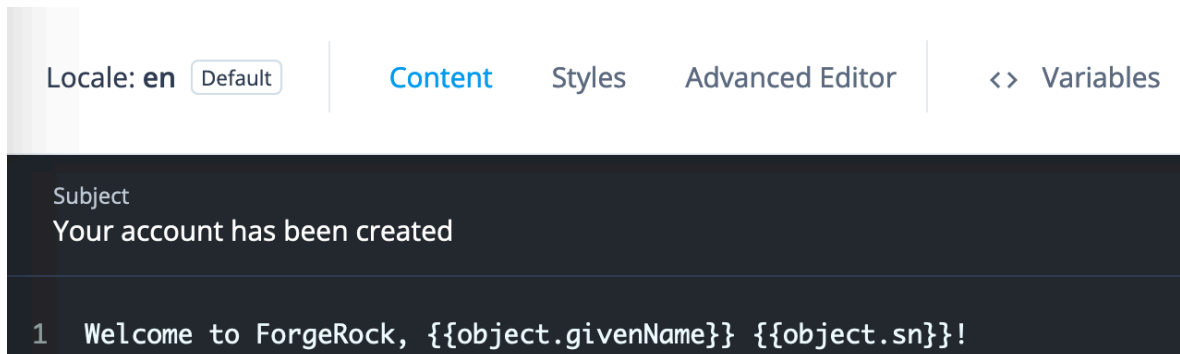 Locale: en Default Content Styles Advanced Editor <> Variables
Subject
Your account has been created
1 Welcome to ForgeRock, {{object.givenName}} {{object.sn}}!